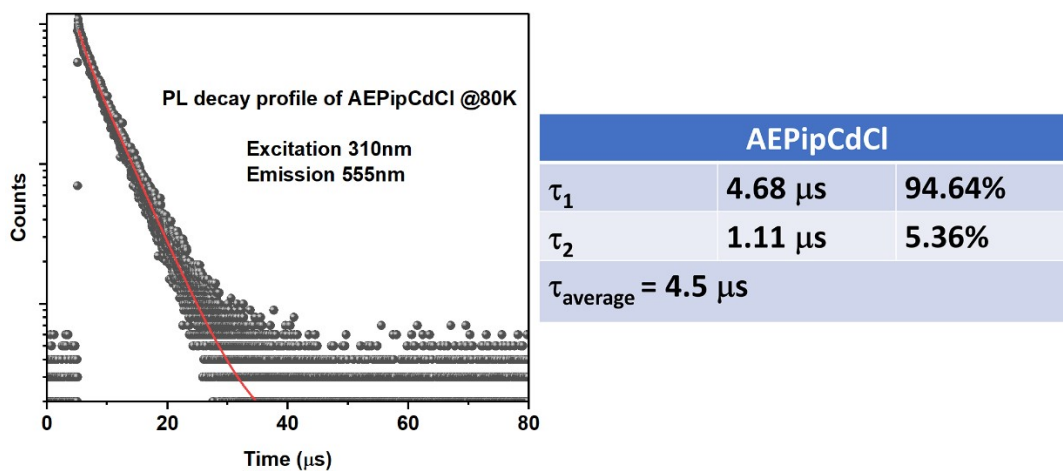 PL decay profile of AEPipCdCl @80K
Excitation 310nm
Emission 555nm
Counts
0 20 40 60 80
Time (μs)
AEPipCdCl
τ1 4.68 μs 94.64%
τ2 1.11 μs 5.36%
τaverage = 4.5 μs